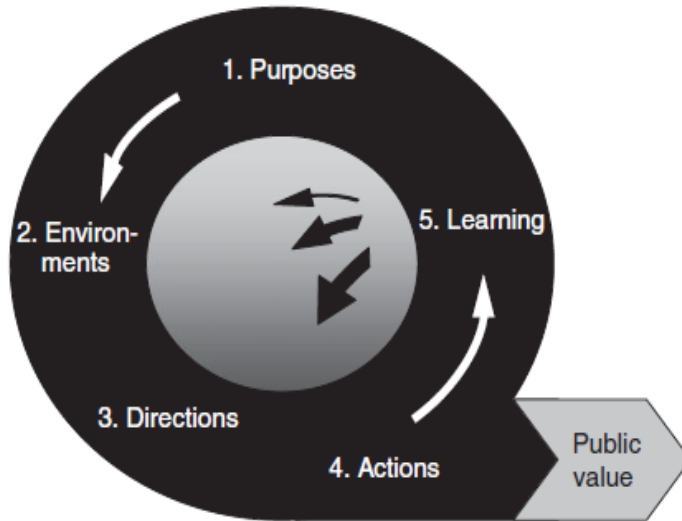 1. Purposes
2. Environ-
ments
5. Learning
3. Directions
4. Actions
Public
value